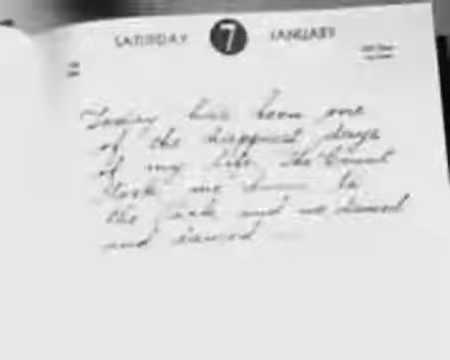 SATURDAY 7 JANUARY
Today has been one
of the happiest days
of my life. The Count
took me down to
the and we danced
and danced